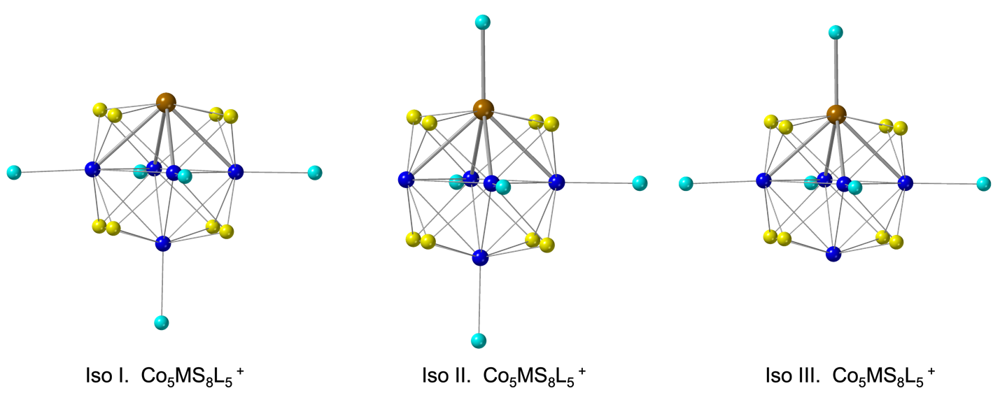 Iso I. Co₅MS₈L₅⁺
Iso II. Co₅MS₈L₅⁺
Iso III. Co₅MS₈L₅⁺